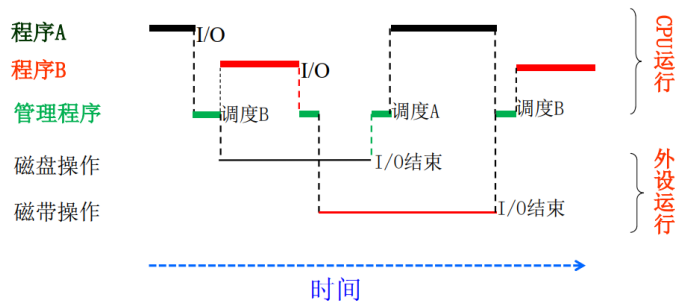 程序A
I/O
CPU运行
程序B
I/O
管理程序
调度B
调度A
调度B
磁盘操作
I/O结束
外设运行
磁带操作
I/O结束
时间